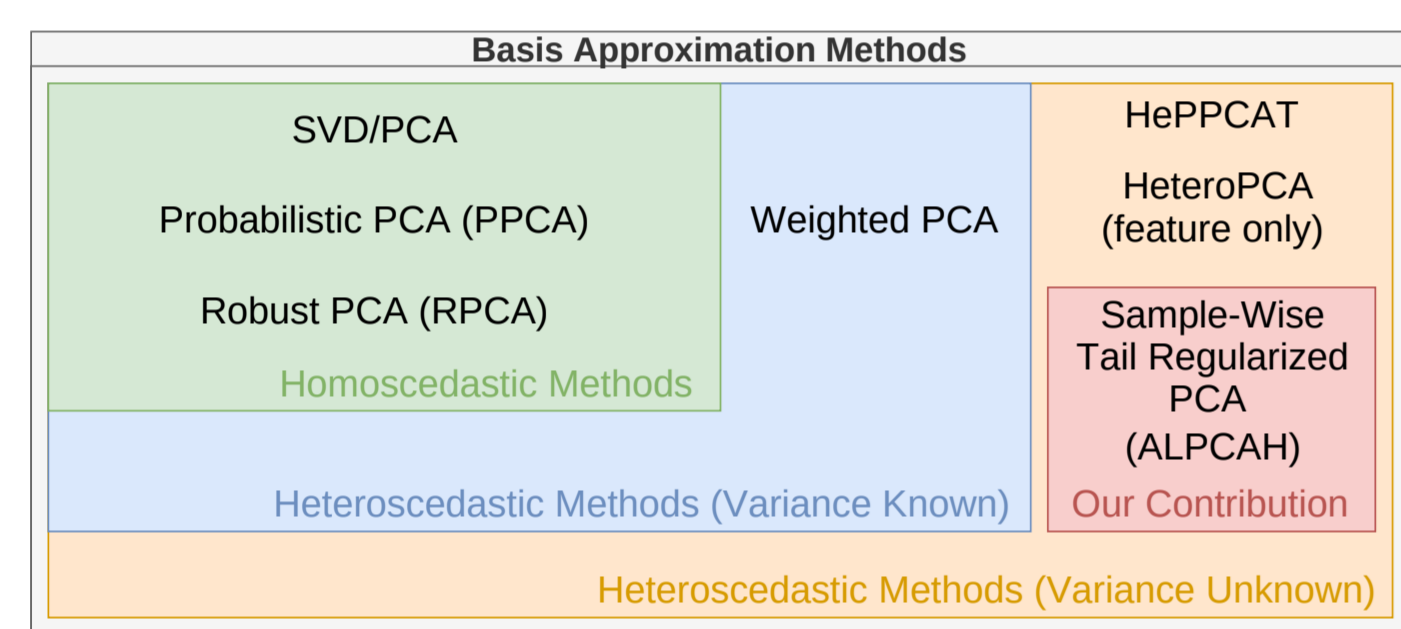 Basis Approximation Methods
SVD/PCA
Probabilistic PCA (PPCA)
Robust PCA (RPCA)
Homoscedastic Methods
Weighted PCA
Heteroscedastic Methods (Variance Known)
HePPCAT
HeteroPCA
(feature only)
Sample-Wise
Tail Regularized
PCA
(ALPCAH)
Our Contribution
Heteroscedastic Methods (Variance Unknown)